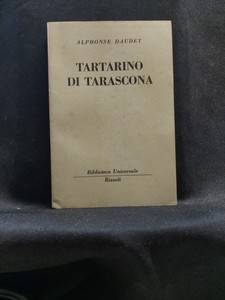 ALPHONSE DAUDET
TARTARINO
DI TARASCONA
Biblioteca Universale
Rizzoli